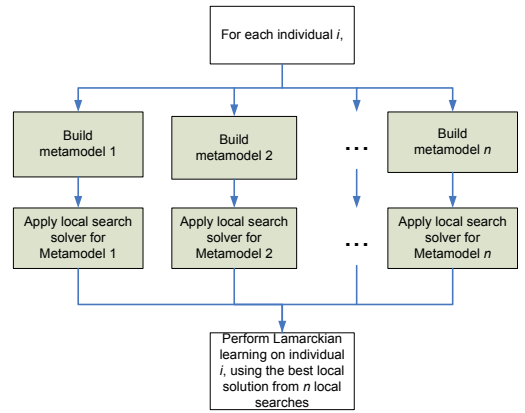 For each individual i,
Build
metamodel 1
Build
metamodel 2
...
Build
metamodel n
Apply local search
solver for
Metamodel 1
Apply local search
solver for
Metamodel 2
...
Apply local search
solver for
Metamodel n
Perform Lamarckian
learning on individual
i, using the best local
solution from n local
searches